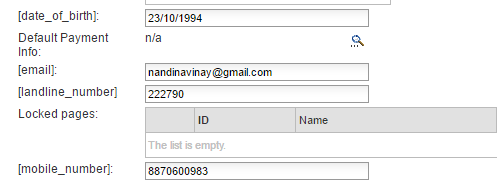 [date_of_birth]: 23/10/1994
Default Payment Info: n/a
[email]: nandinavinay@gmail.com
[landline_number] 222790
Locked pages: ID Name
The list is empty.
[mobile_number]: 8870600983